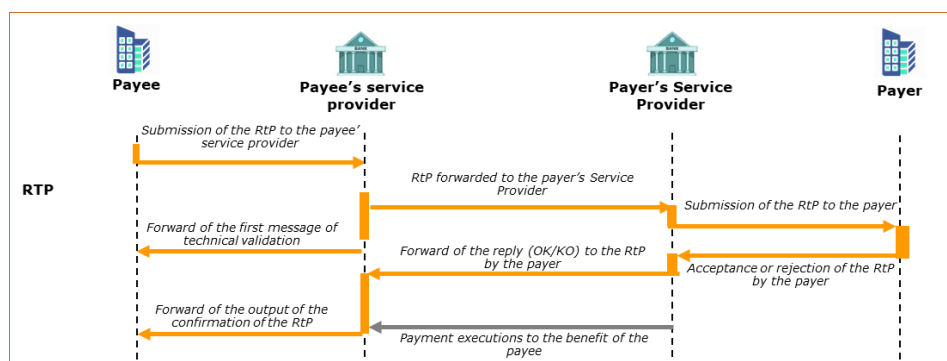 BANK
BANK
Payee
Payee's service
provider
Payer's Service
Provider
Payer
Submission of the RtP to the payee'
service provider
RTP
RtP forwarded to the payer's Service
Provider
Submission of the RtP to the payer
Forward of the first message of
technical validation
Forward of the reply (OK/KO) to the RtP
by the payer
Acceptance or rejection of the RtP
by the payer
Forward of the output of the
confirmation of the RtP
Payment executions to the benefit of the
payee